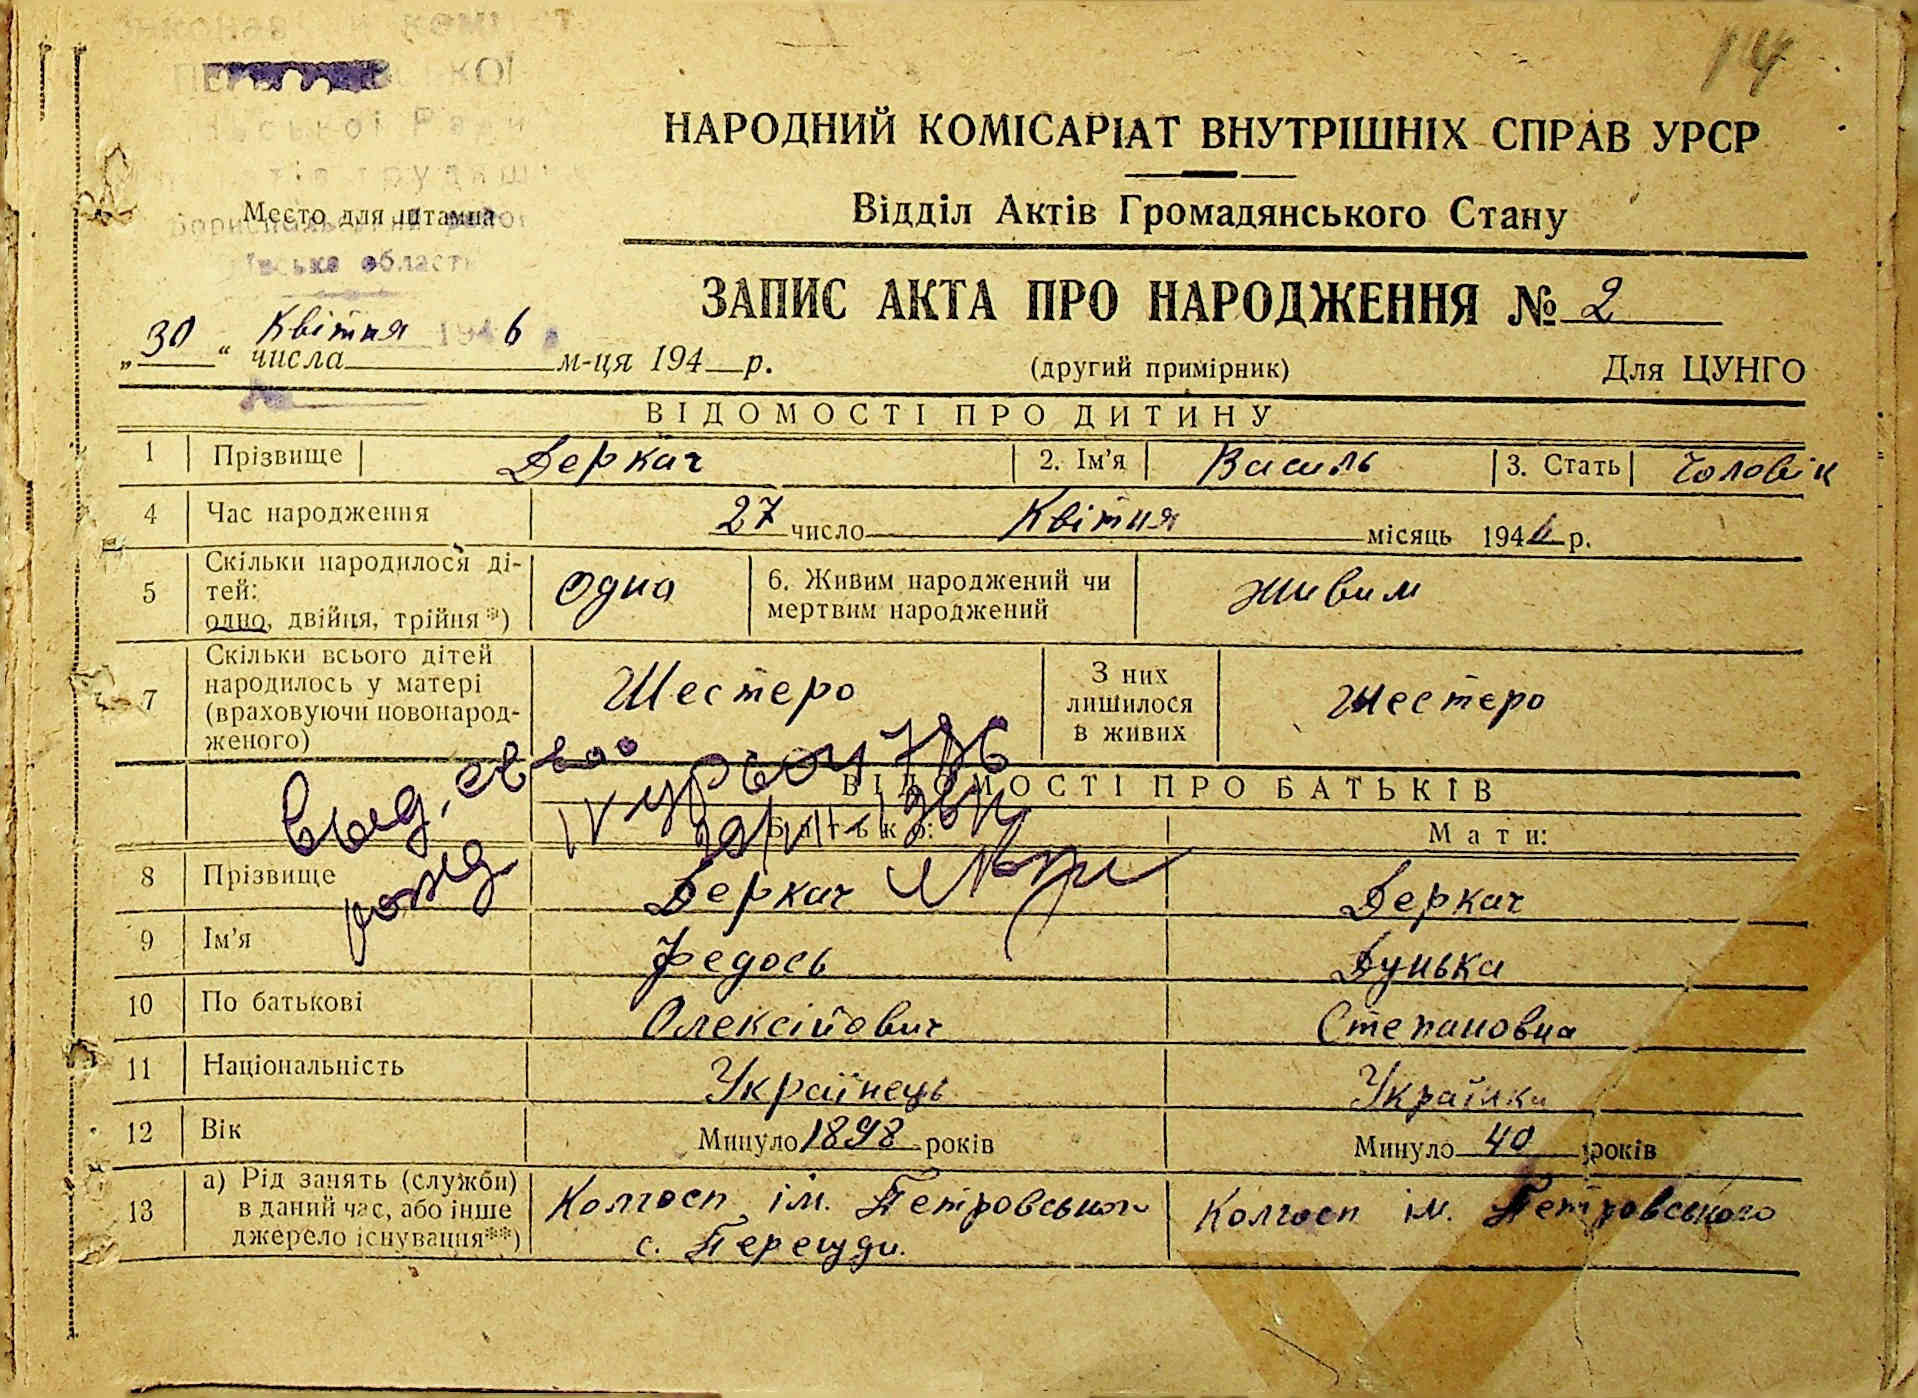 14
НАРОДНИЙ КОМІСАРІАТ ВНУТРІШНІХ СПРАВ УРСР
Место для штампа
Відділ Актів Громадянського Стану
області
ЗАПИС АКТА ПРО НАРОДЖЕННЯ № 2
„30“ числа Квітня м-ця 1946 р.
(другий примірник) Для ЦУНГО
ВІДОМОСТІ ПРО ДИТИНУ
1 Прізвище Деркач 2. Ім'я Василь 3. Стать Чоловік
4 Час народження 27 число Квітня місяць 1946 р.
5 Скільки народилося ді-
тей:
одно, двійня, трійня *)
одна
6. Живим народжений чи
мертвим народжений
живим
7 Скільки всього дітей
народилось у матері
(враховуючи новонарод-
женого)
Шестеро
З них
лишилося
в живих
Шестеро
ВІДОМОСТІ ПРО БАТЬКІВ
Батько: Мати:
8 Прізвище Деркач Деркач
9 Ім'я Федось Дунька
10 По батькові Олексійович Степановна
11 Національність Українець Українка
12 Вік Минуло 1898 років Минуло 40 років
13 а) Рід занять (служби)
в даний час, або інше
джерело існування**)
Колгосп ім. Петровського
с.
Колгосп ім. Петровського